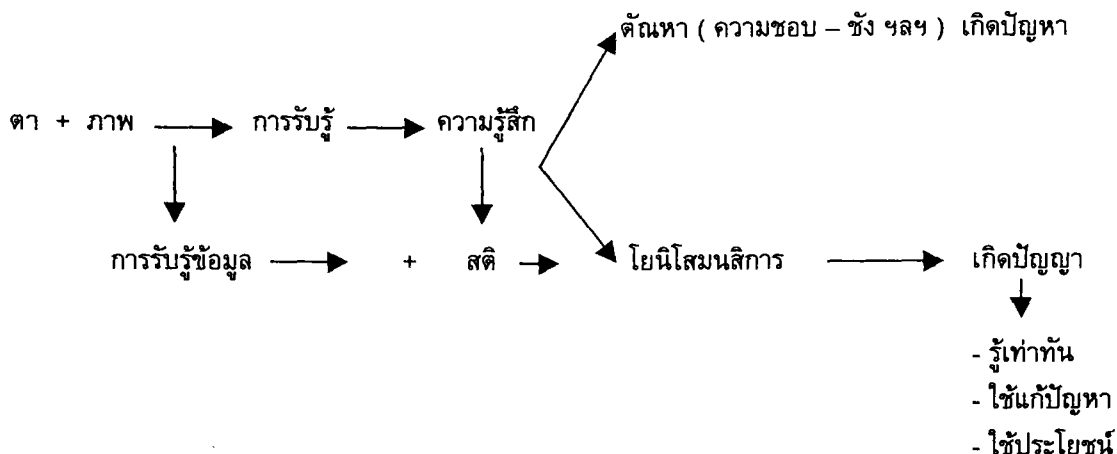 ตัณหา ( ความชอบ – ชัง ฯลฯ ) เกิดปัญหา
ตา + ภาพ การรับรู้ ความรู้สึก
การรับรู้ข้อมูล + สติ โยนิโสมนสิการ เกิดปัญญา
- รู้เท่าทัน
- ใช้แก้ปัญหา
- ใช้ประโยชน์